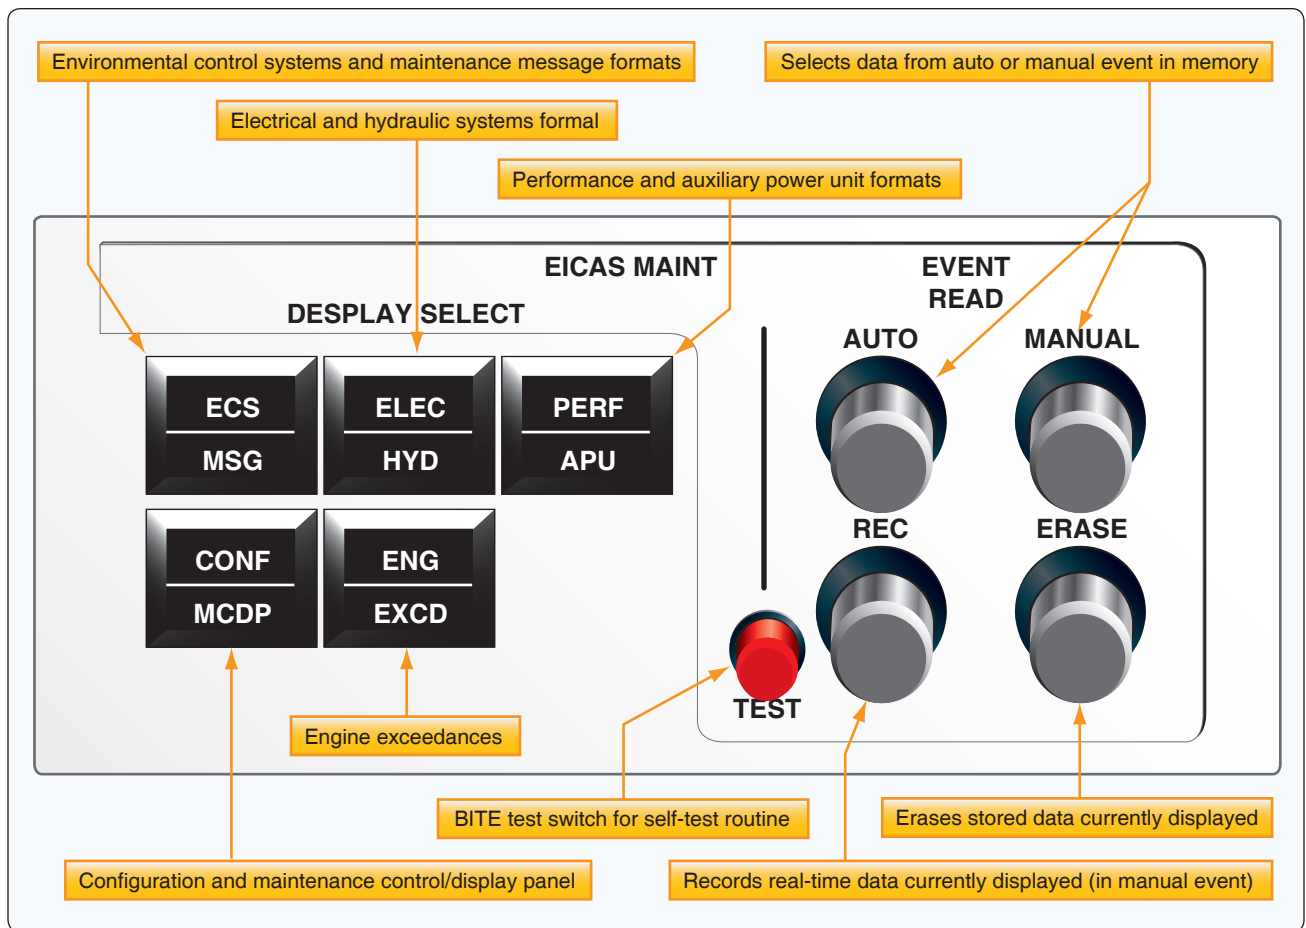 Environmental control systems and maintenance message formats
Selects data from auto or manual event in memory
Electrical and hydraulic systems formal
Performance and auxiliary power unit formats
EICAS MAINT
EVENT
READ
DESPLAY SELECT
AUTO
MANUAL
ECS
MSG
ELEC
HYD
PERF
APU
REC
ERASE
CONF
MCDP
ENG
EXCD
TEST
Engine exceedances
BITE test switch for self-test routine
Erases stored data currently displayed
Configuration and maintenance control/display panel
Records real-time data currently displayed (in manual event)